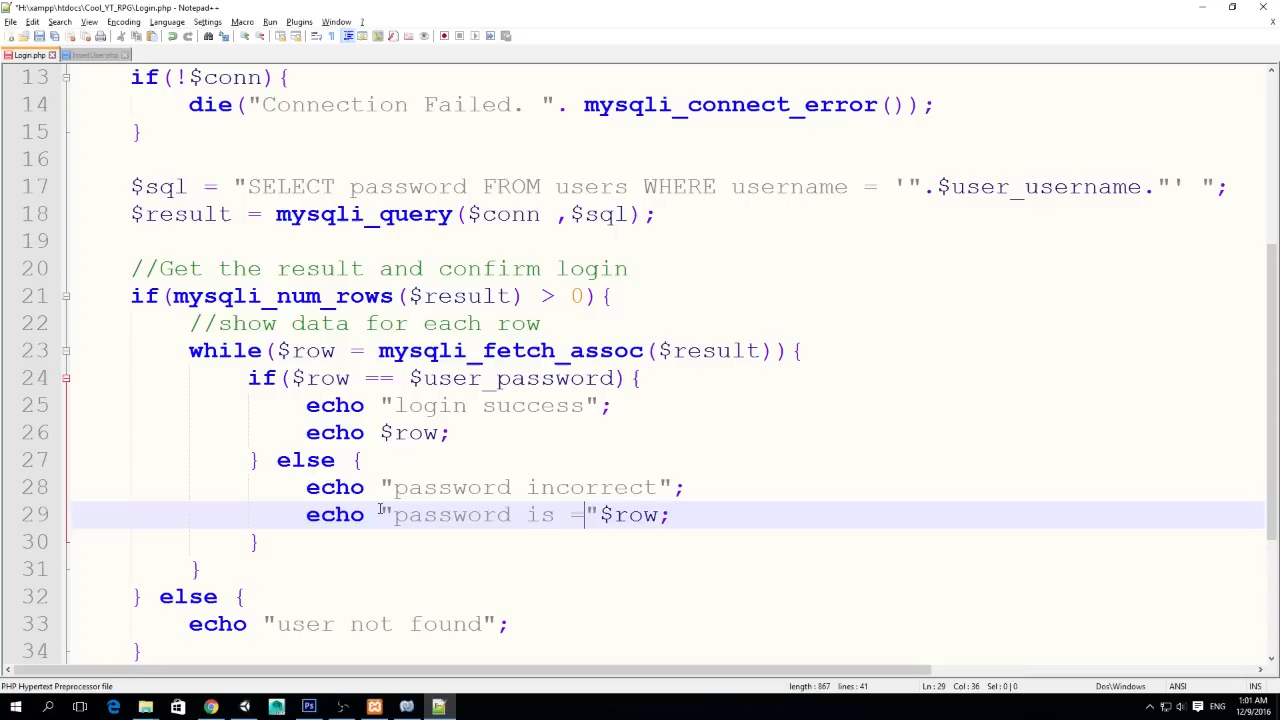 *H:\xampp\htdocs\Cool_YT_RPG\Login.php - Notepad++
File Edit Search View Encoding Language Settings Macro Run Plugins Window ?
X
Login.php InsertUser.php
13 if(!$conn){
14 die("Connection Failed. ". mysqli_connect_error());
15 }
16
17 $sql = "SELECT password FROM users WHERE username = '".$user_username."' ";
18 $result = mysqli_query($conn ,$sql);
19
20 //Get the result and confirm login
21 if(mysqli_num_rows($result) > 0){
22 //show data for each row
23 while($row = mysqli_fetch_assoc($result)){
24 if($row == $user_password){
25 echo "login success";
26 echo $row;
27 } else {
28 echo "password incorrect";
29 echo "password is ="$row;
30 }
31 }
32 } else {
33 echo "user not found";
34 }
PHP Hypertext Preprocessor file length : 867 lines : 41 Ln : 29 Col : 36 Sel : 0 | 0 Dos\Windows ANSI INS
ENG 1:01 AM
12/9/2016